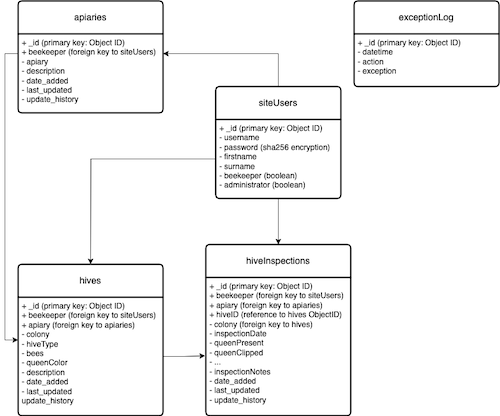 apiaries
+ _id (primary key: Object ID)
+ beekeeper (foreign key to siteUsers)
- apiary
- description
- date_added
- last_updated
- update_history
exceptionLog
+ _id (primary key: Object ID)
- datetime
- action
- exception
siteUsers
+ _id (primary key: Object ID)
- username
- password (sha256 encryption)
- firstname
- surname
- beekeeper (boolean)
- administrator (boolean)
hives
+ _id (primary key: Object ID)
+ beekeeper (foreign key to siteUsers)
+ apiary (foreign key to apiaries)
- colony
- hiveType
- bees
- queenColor
- description
- date_added
- last_updated
update_history
hiveInspections
+ _id (primary key: Object ID)
+ beekeeper (foreign key to siteUsers)
+ apiary (foreign key to apiaries)
+ hiveID (reference to hives ObjectID)
- colony (foreign key to hives)
- inspectionDate
- queenPresent
- queenClipped
- ...
- inspectionNotes
- date_added
- last_updated
- update_history